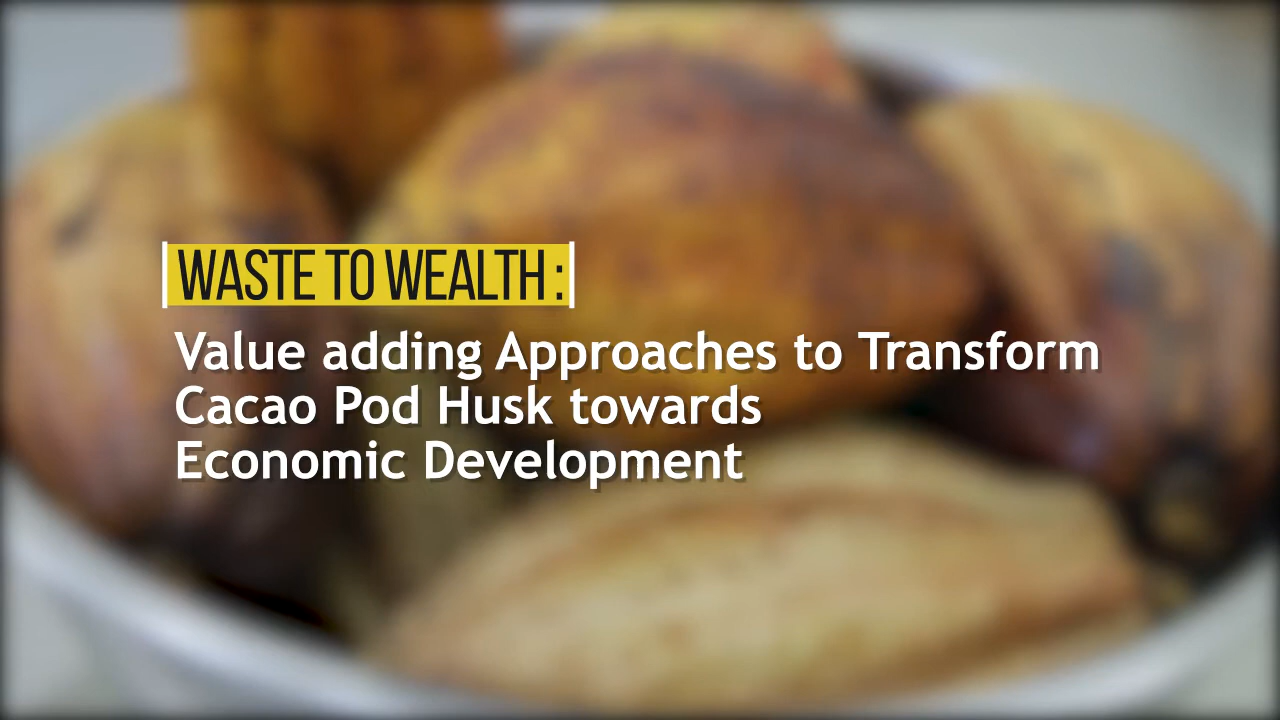 WASTE TO WEALTH :
Value adding Approaches to Transform
Cacao Pod Husk towards
Economic Development